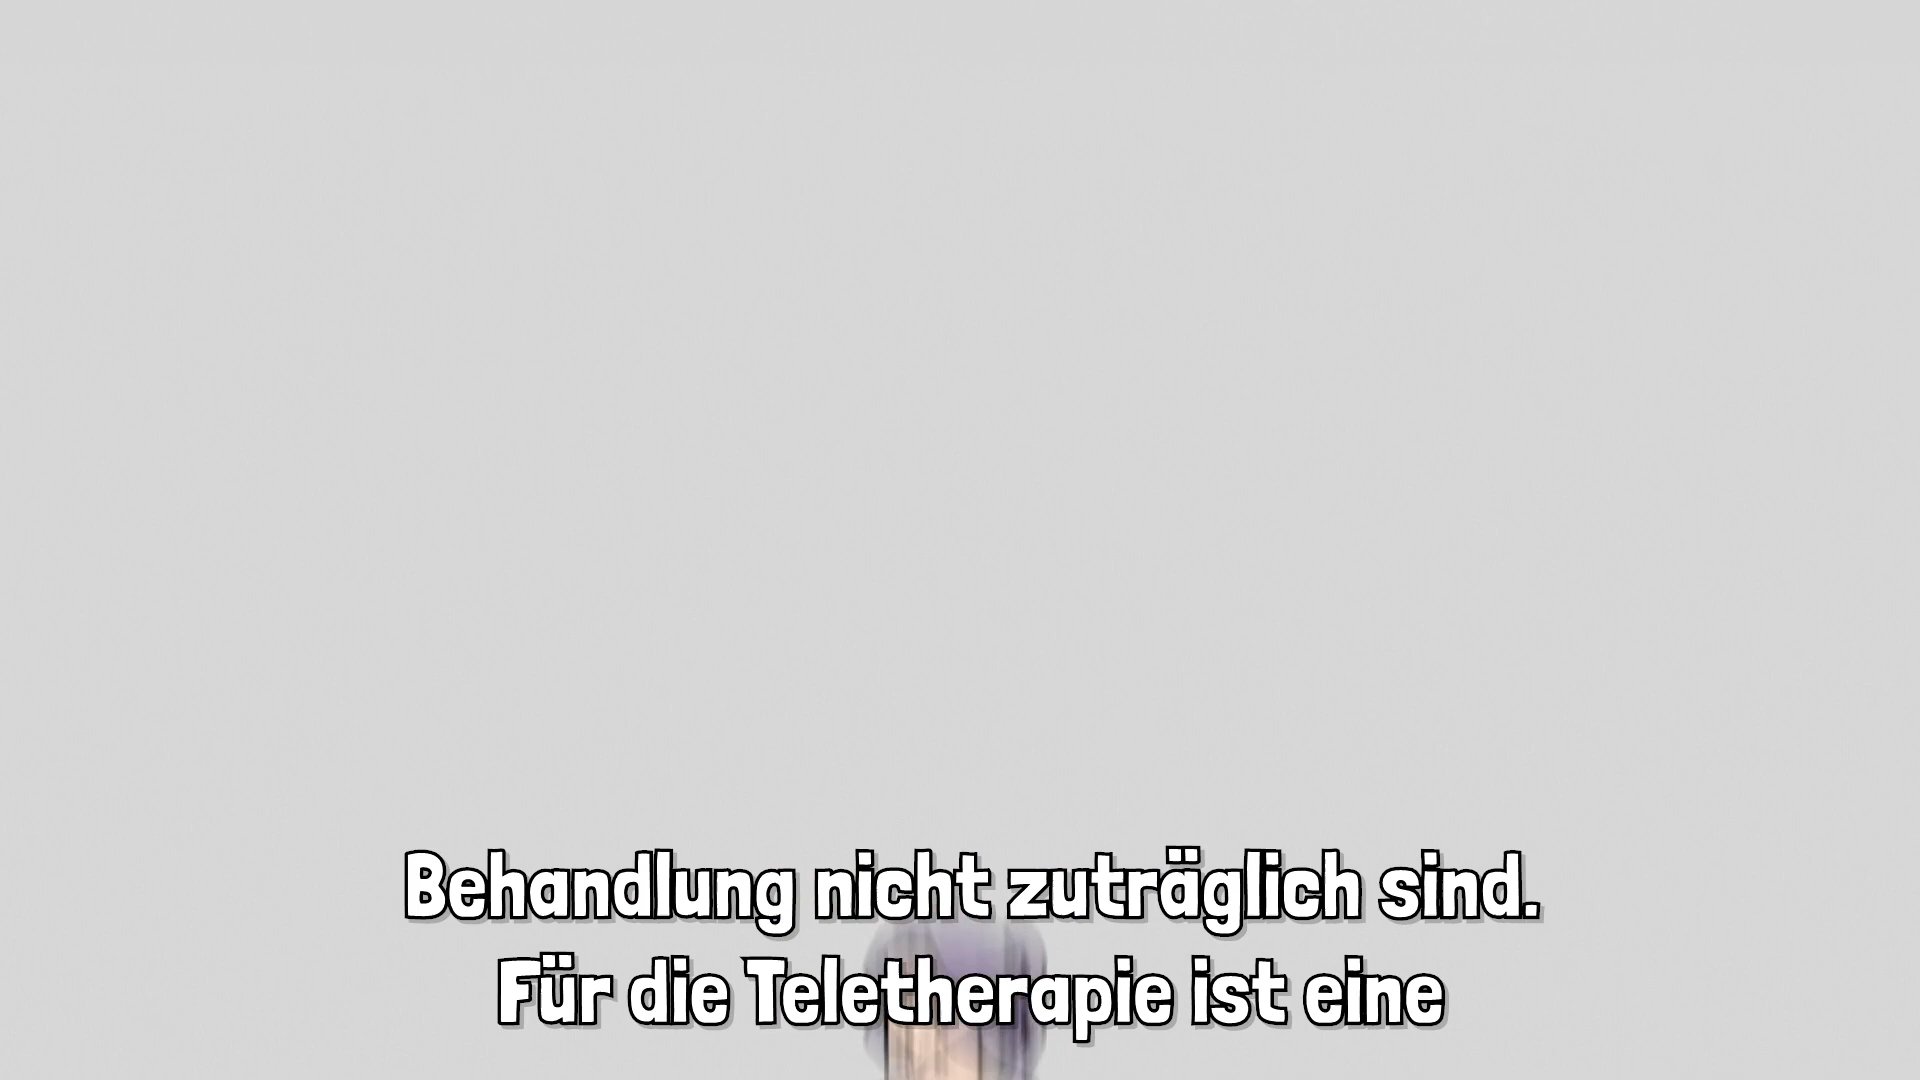 Behandlung nicht zuträglich sind.
Für die Teletherapie ist eine